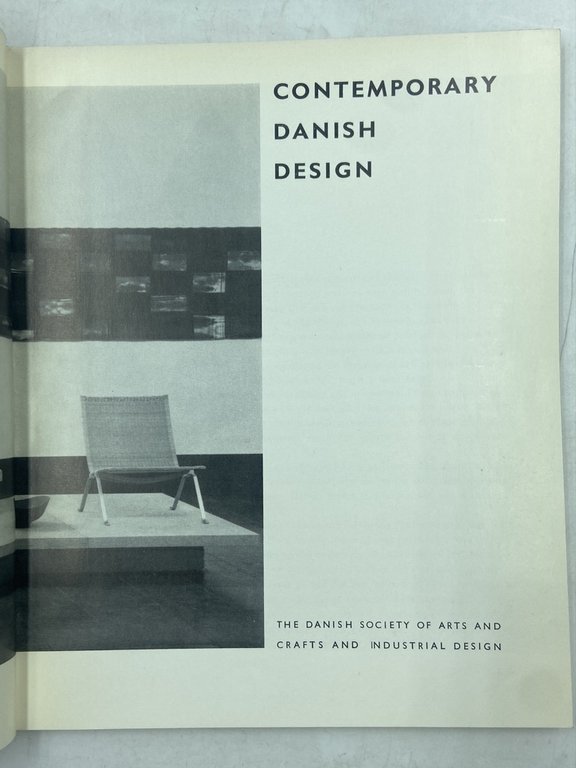 CONTEMPORARY
DANISH
DESIGN
THE DANISH SOCIETY OF ARTS AND
CRAFTS AND INDUSTRIAL DESIGN